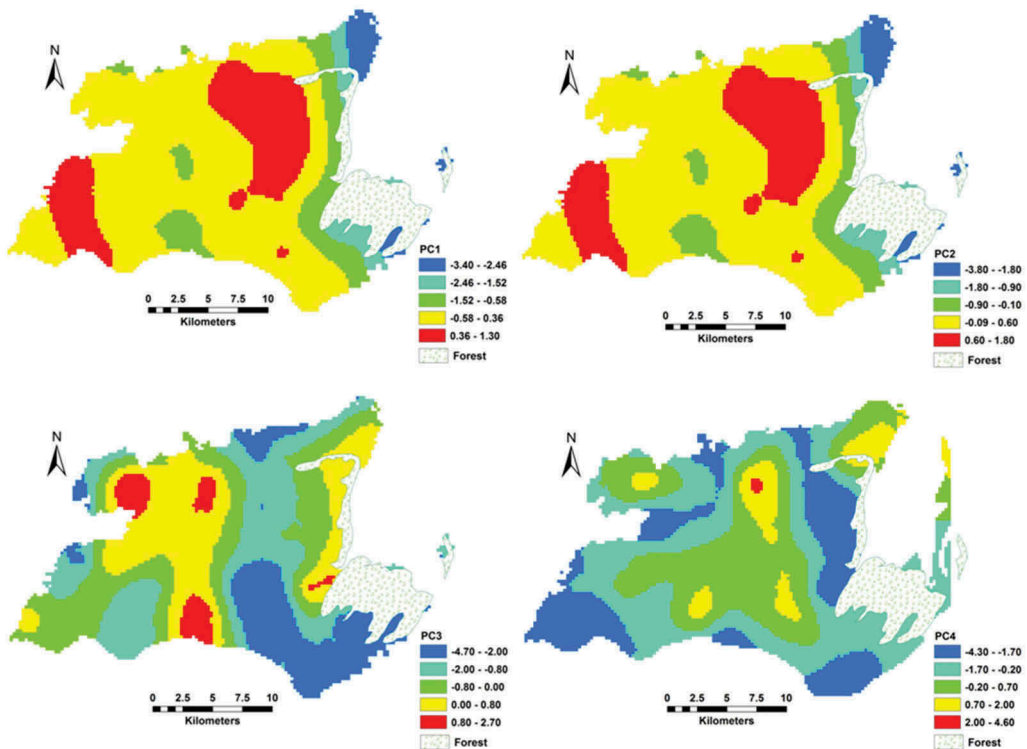 N
PC1
-3.40 - -2.46
-2.46 - -1.52
-1.52 - -0.58
-0.58 - 0.36
0.36 - 1.30
Forest
0 2.5 5 7.5 10
Kilometers
N
PC2
-3.80 - -1.80
-1.80 - -0.90
-0.90 - -0.10
-0.09 - 0.60
0.60 - 1.80
Forest
0 2.5 5 7.5 10
Kilometers
N
PC3
-4.70 - -2.00
-2.00 - -0.80
-0.80 - 0.00
0.00 - 0.80
0.80 - 2.70
Forest
0 2.5 5 7.5 10
Kilometers
N
PC4
-4.30 - -1.70
-1.70 - -0.20
-0.20 - 0.70
0.70 - 2.00
2.00 - 4.60
Forest
0 2.5 5 7.5 10
Kilometers